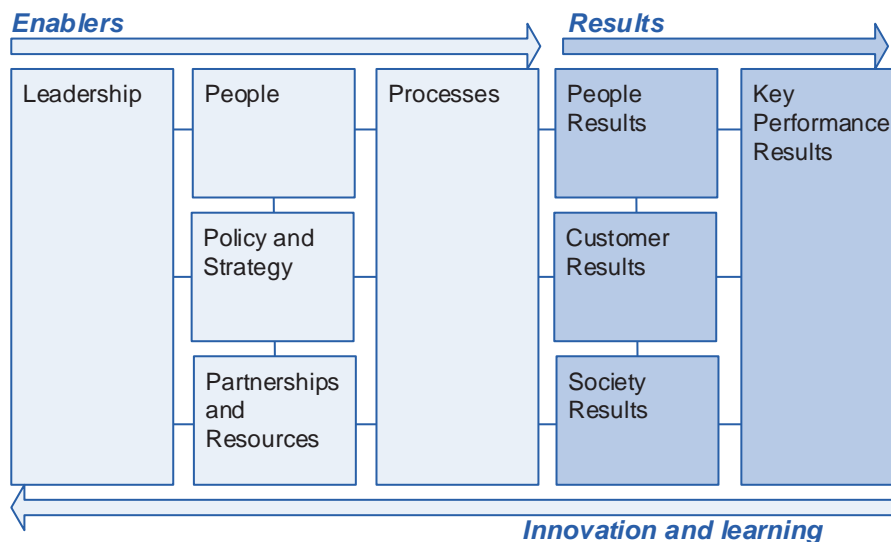 Enablers
Results
Leadership
People
Processes
People
Results
Key
Performance
Results
Policy and
Strategy
Customer
Results
Partnerships
and
Resources
Society
Results
Innovation and learning